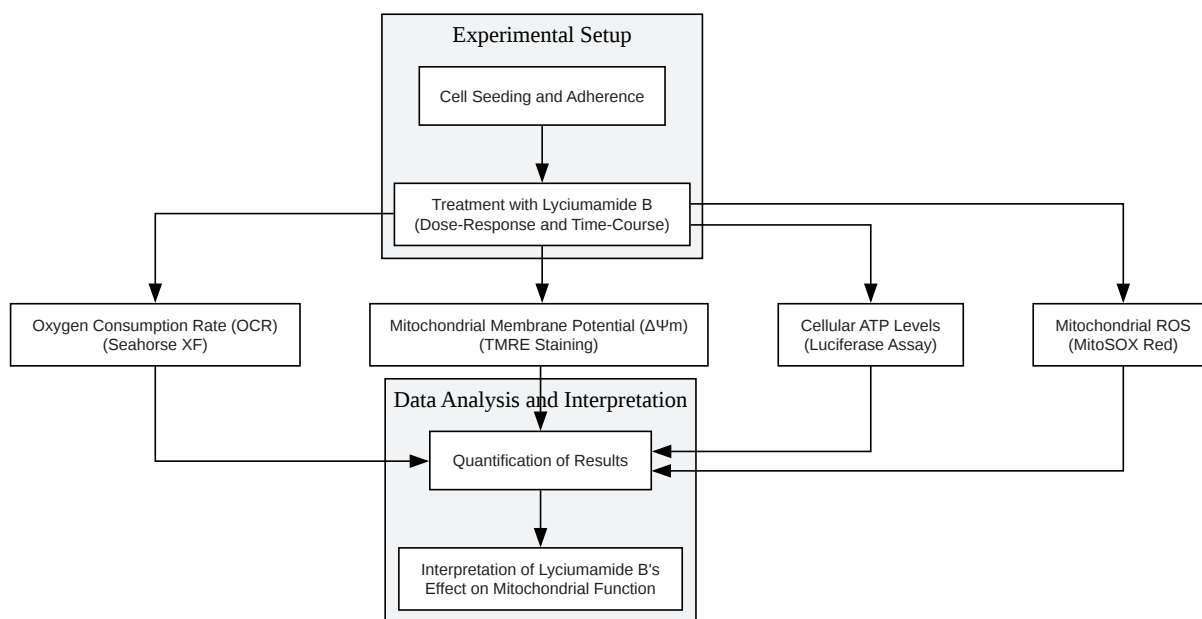 Experimental Setup
Cell Seeding and Adherence
Treatment with Lyciumamide B
(Dose-Response and Time-Course)
Oxygen Consumption Rate (OCR)
(Seahorse XF)
Mitochondrial Membrane Potential (ΔΨm)
(TMRE Staining)
Cellular ATP Levels
(Luciferase Assay)
Mitochondrial ROS
(MitoSOX Red)
Data Analysis and Interpretation
Quantification of Results
Interpretation of Lyciumamide B's
Effect on Mitochondrial Function